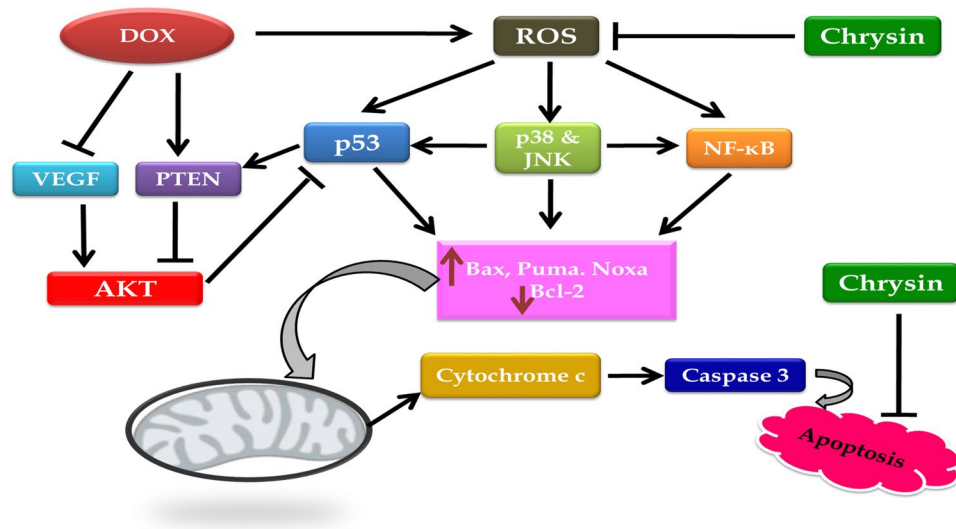 DOX
ROS
Chrysin
p53
p38 &
JNK
NF-κB
VEGF
PTEN
AKT
Bax, Puma. Noxa
Bcl-2
Chrysin
Cytochrome c
Caspase 3
Apoptosis